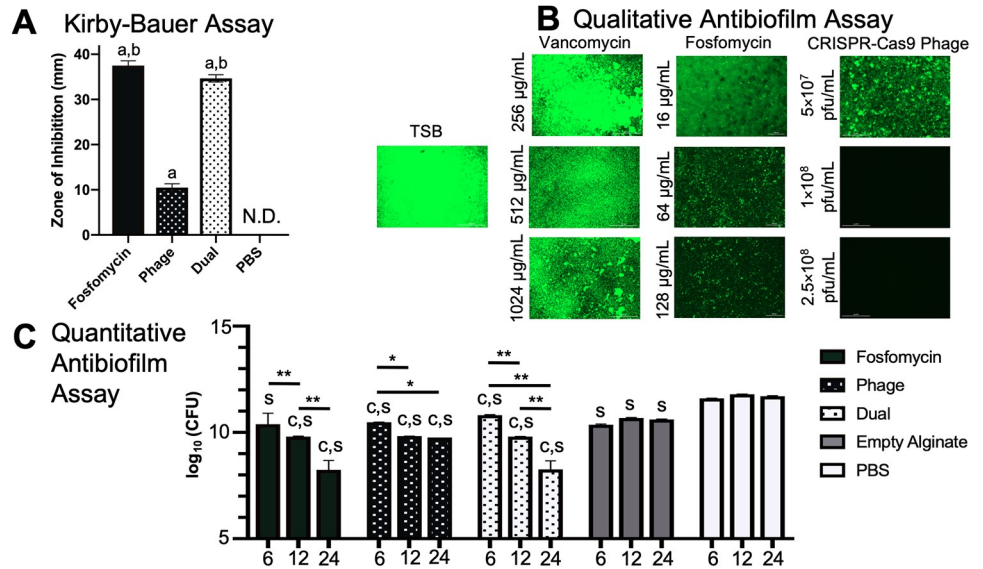 A Kirby-Bauer Assay
Zone of Inhibititon (mm)
40
30
20
10
0
a,b
a
a,b
N.D.
Fosfomycin
Phage
Dual
PBS
B Qualitative Antibiofilm Assay
TSB
Vancomycin
Fosfomycin
CRISPR-Cas9 Phage
256 µg/mL
16 µg/mL
5×10⁷
pfu/mL
512 µg/mL
64 µg/mL
1×10⁸
pfu/mL
1024 µg/mL
128 µg/mL
2.5×10⁸
pfu/mL
C Quantitative
Antibiofilm
Assay
log₁₀ (CFU)
15
10
5
** **
s c,s c,s
6 12 24
* *
c,s c,s c,s
6 12 24
** ** **
c,s c,s c,s
6 12 24
s s s
6 12 24
6 12 24
Fosfomycin
Phage
Dual
Empty Alginate
PBS